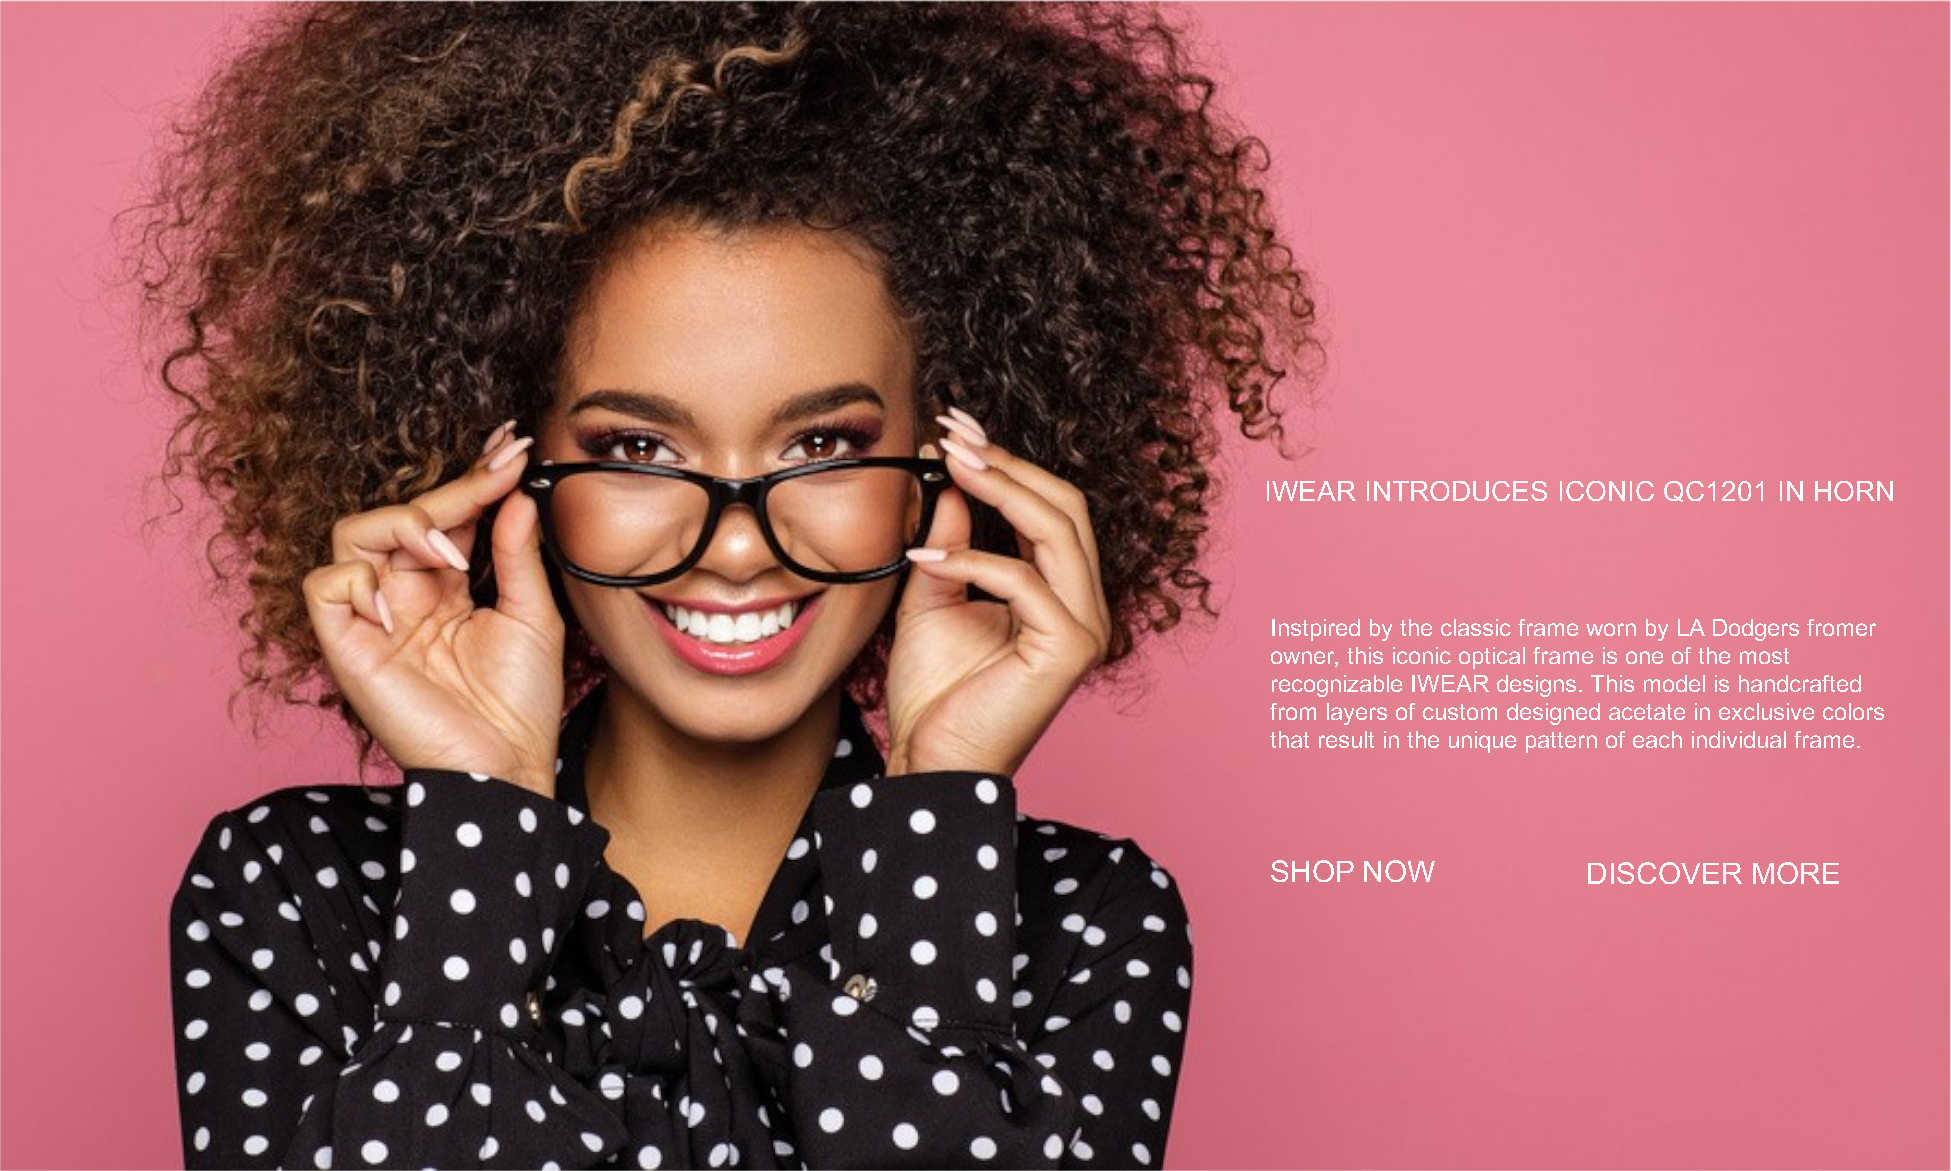 IWEAR INTRODUCES ICONIC QC1201 IN HORN
Instpired by the classic frame worn by LA Dodgers fromer
owner, this iconic optical frame is one of the most
recognizable IWEAR designs. This model is handcrafted
from layers of custom designed acetate in exclusive colors
that result in the unique pattern of each individual frame.
SHOP NOW
DISCOVER MORE